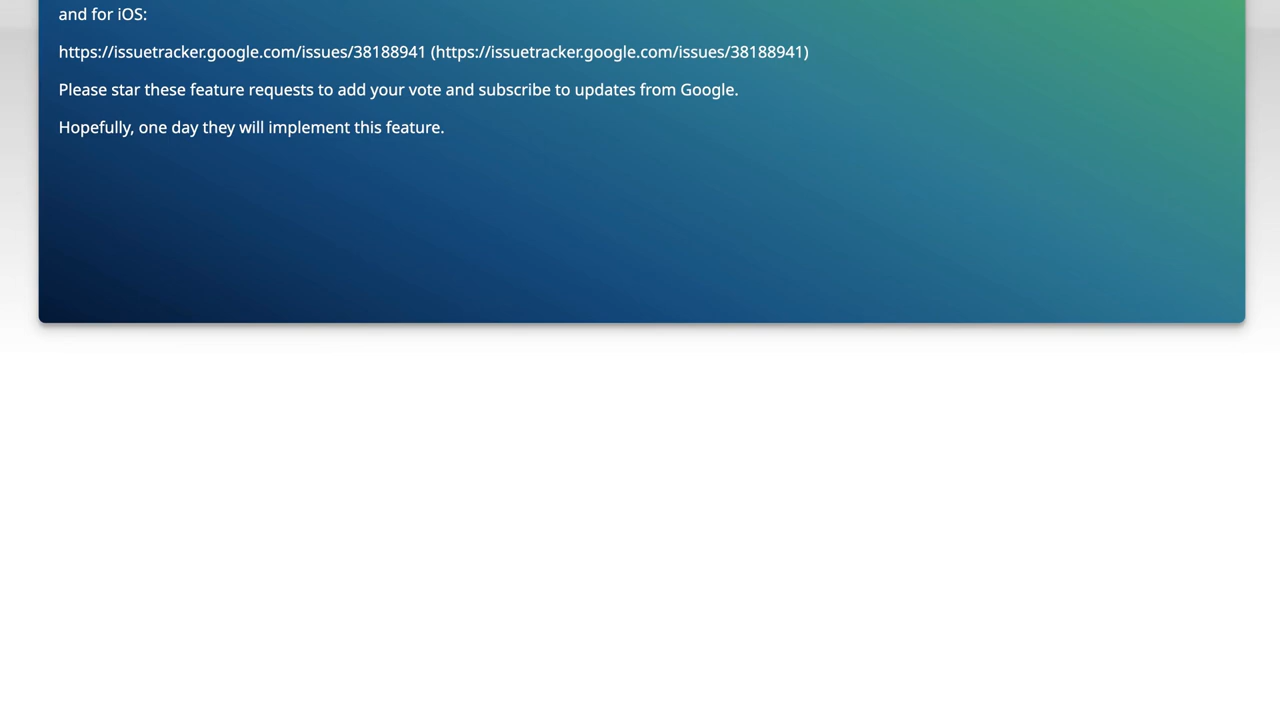 and for iOS:
https://issuetracker.google.com/issues/38188941 (https://issuetracker.google.com/issues/38188941)
Please star these feature requests to add your vote and subscribe to updates from Google.
Hopefully, one day they will implement this feature.